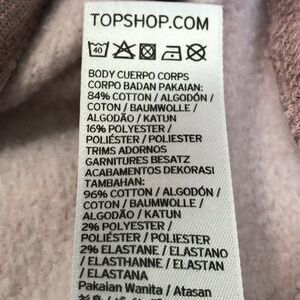 TOPSHOP.COM
40
BODY CUERPO CORPS
CORPO BADAN PAKAIAN:
84% COTTON / ALGODÓN /
COTON / BAUMWOLLE /
ALGODÃO / KATUN
16% POLYESTER /
POLIÉSTER / POLIESTER
TRIMS ADORNOS
GARNITURES BESATZ
ACABAMENTOS DEKORASI
TAMBAHAN:
96% COTTON / ALGODÓN /
COTON / BAUMWOLLE /
ALGODÃO / KATUN
2% POLYESTER /
POLIÉSTER / POLIESTER
2% ELASTANE / ELASTANO /
ELASTHANNE / ELASTAN
/ ELASTANA
Pakaian Wanita / Atasan